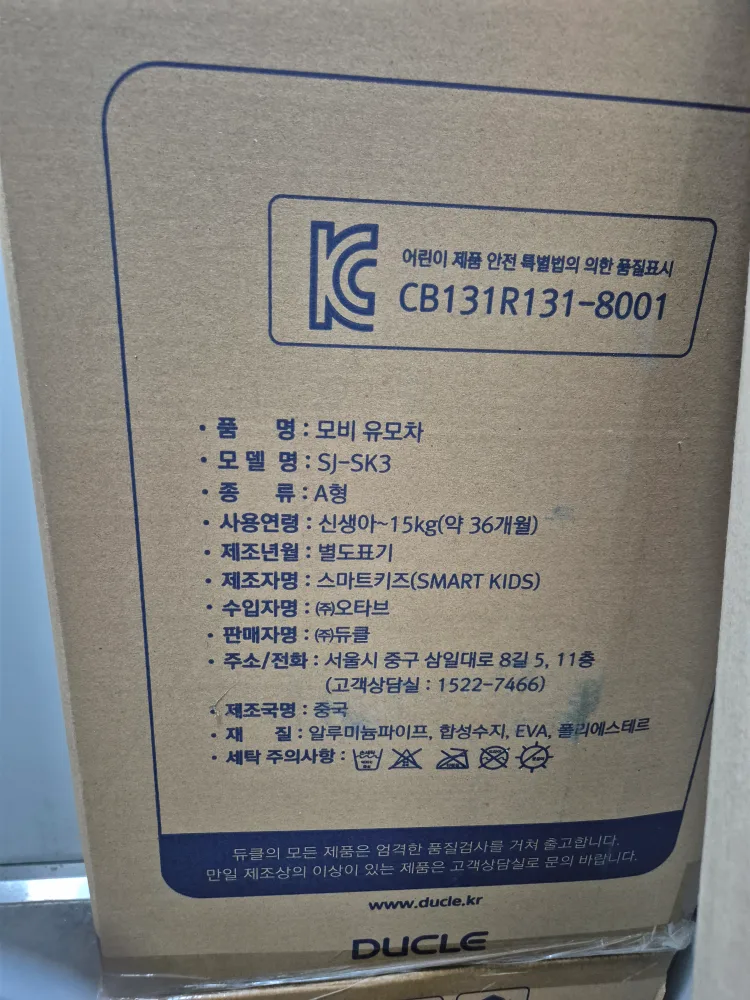 어린이 제품 안전 특별법의 의한 품질표시
CB131R131-8001
• 품 명 : 모비 유모차
• 모 델 명 : SJ-SK3
• 종 류 : A형
• 사용연령 : 신생아~15kg(약 36개월)
• 제조년월 : 별도표기
• 제조자명 : 스마트키즈(SMART KIDS)
• 수입자명 : ㈜오타브
• 판매자명 : ㈜듀클
• 주소/전화 : 서울시 중구 삼일대로 8길 5, 11층
(고객상담실 : 1522-7466)
• 제조국명 : 중국
• 재 질 : 알루미늄파이프, 합성수지, EVA, 폴리에스테르
• 세탁 주의사항 :
듀클의 모든 제품은 엄격한 품질검사를 거쳐 출고합니다.
만일 제조상의 이상이 있는 제품은 고객상담실로 문의 바랍니다.
www.ducle.kr
DUCLE